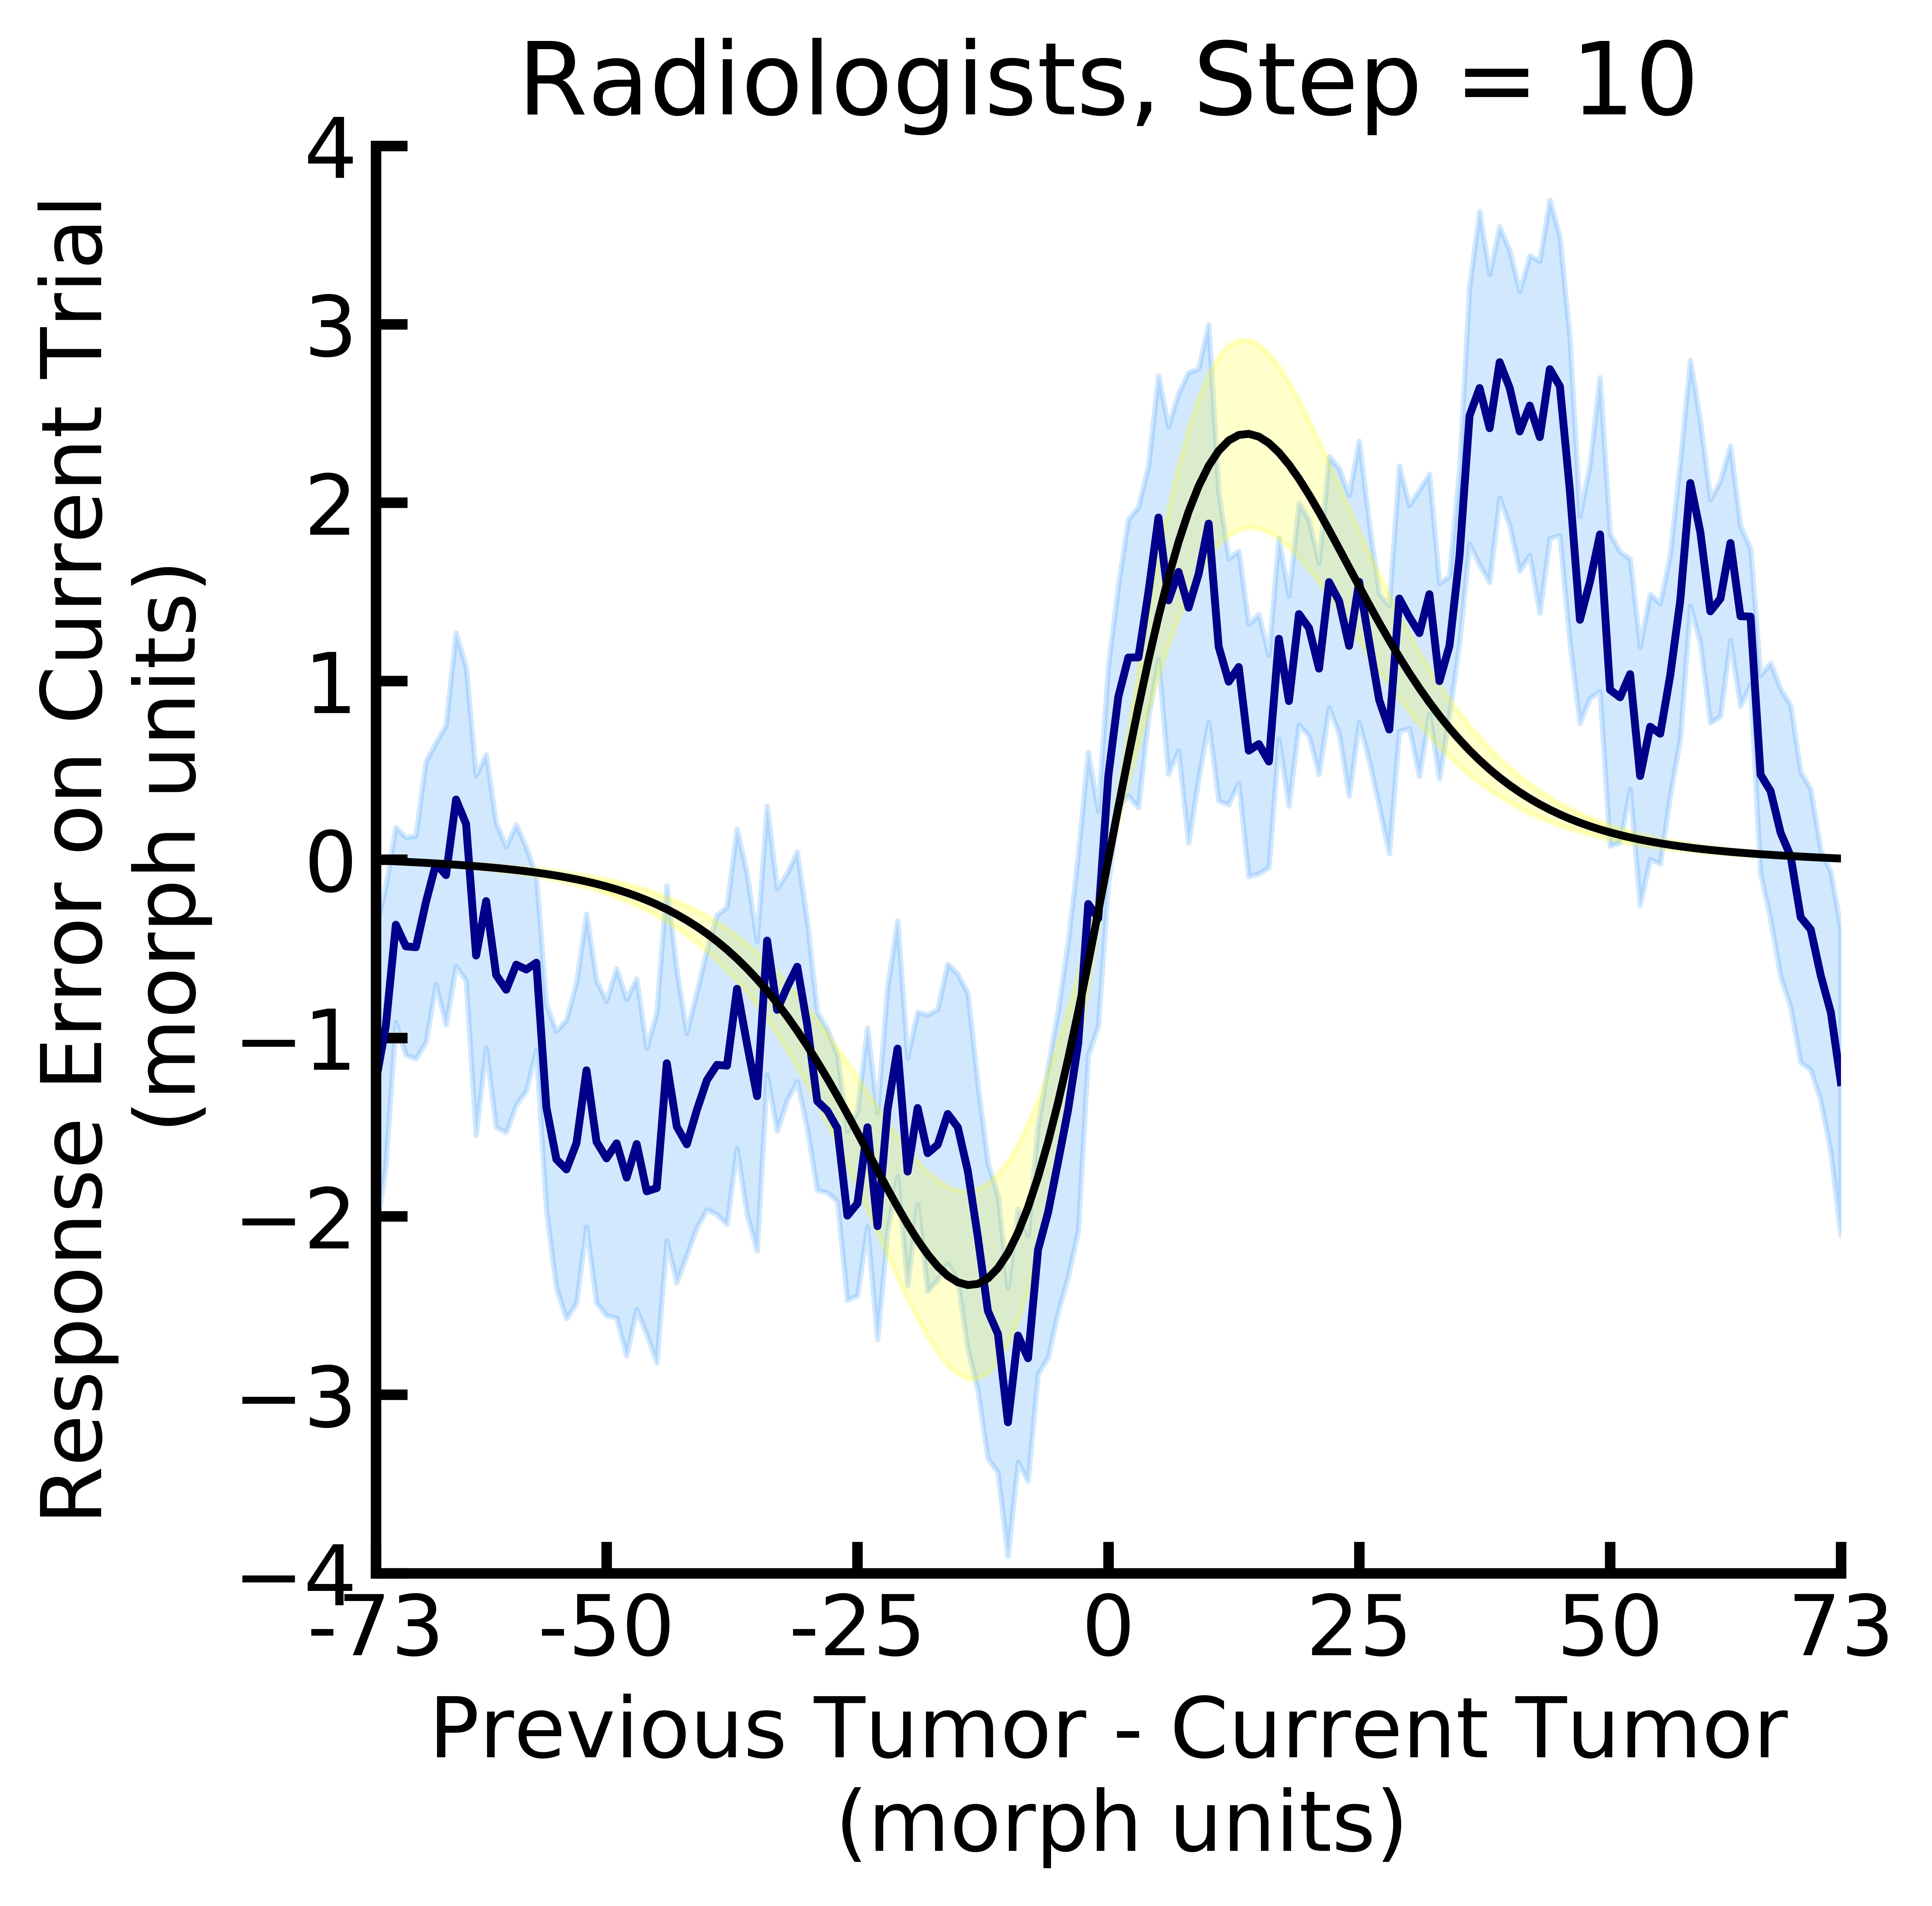 Radiologists, Step = 10
Response Error on Current Trial
(morph units)
4
3
2
1
0
−1
−2
−3
−4
-73 -50 -25 0 25 50 73
Previous Tumor - Current Tumor
(morph units)